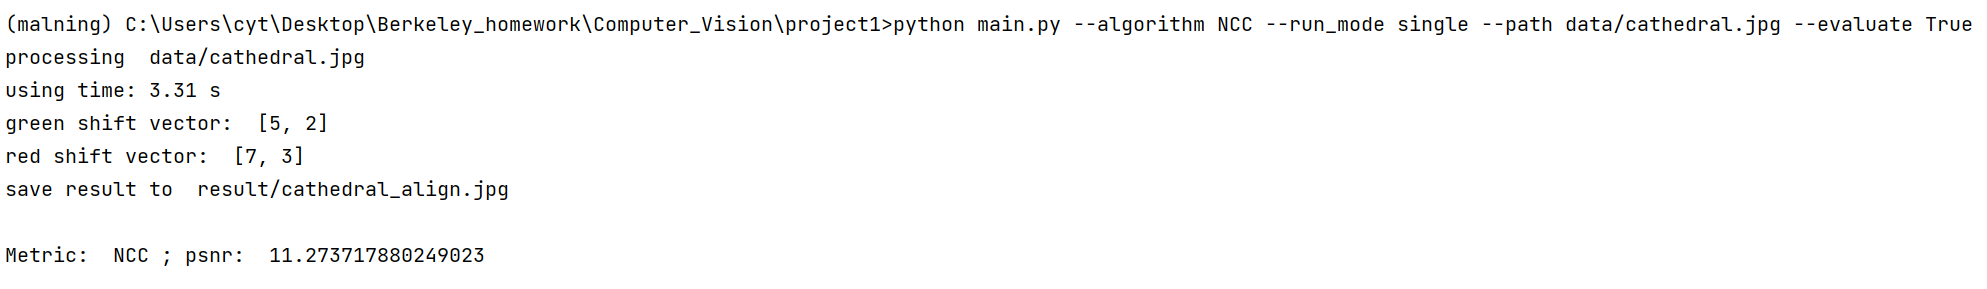 (malning) C:\Users\cyt\Desktop\Berkeley_homework\Computer_Vision\project1>python main.py --algorithm NCC --run_mode single --path data/cathedral.jpg --evaluate True
processing  data/cathedral.jpg
using time: 3.31 s
green shift vector:  [5, 2]
red shift vector:  [7, 3]
save result to  result/cathedral_align.jpg
Metric:  NCC ; psnr:  11.273717880249023